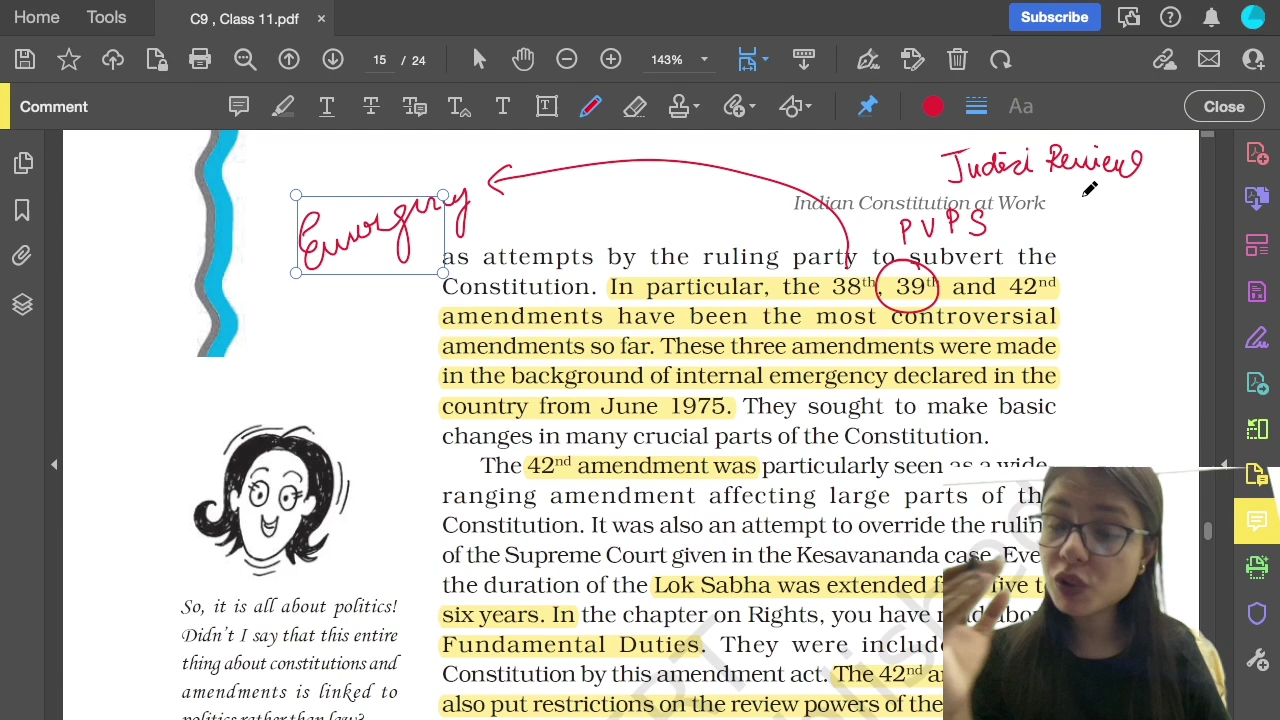 Home Tools C9 , Class 11.pdf × Subscribe
15 / 24 143%
Comment Close
Judici Review
Emergency
Indian Constitution at Work
PVPS
as attempts by the ruling party to subvert the
Constitution. In particular, the 38th, 39th and 42nd
amendments have been the most controversial
amendments so far. These three amendments were made
in the background of internal emergency declared in the
country from June 1975. They sought to make basic
changes in many crucial parts of the Constitution.
The 42nd amendment was particularly seen as a wide-
ranging amendment affecting large parts of th
Constitution. It was also an attempt to override the rulin
of the Supreme Court given in the Kesavananda case. Eve
the duration of the Lok Sabha was extended f five t
six years. In the chapter on Rights, you have abou
Fundamental Duties. They were include
Constitution by this amendment act. The 42nd a
also put restrictions on the review powers of the
So, it is all about politics!
Didn't I say that this entire
thing about constitutions and
amendments is linked to
politics rather than law?